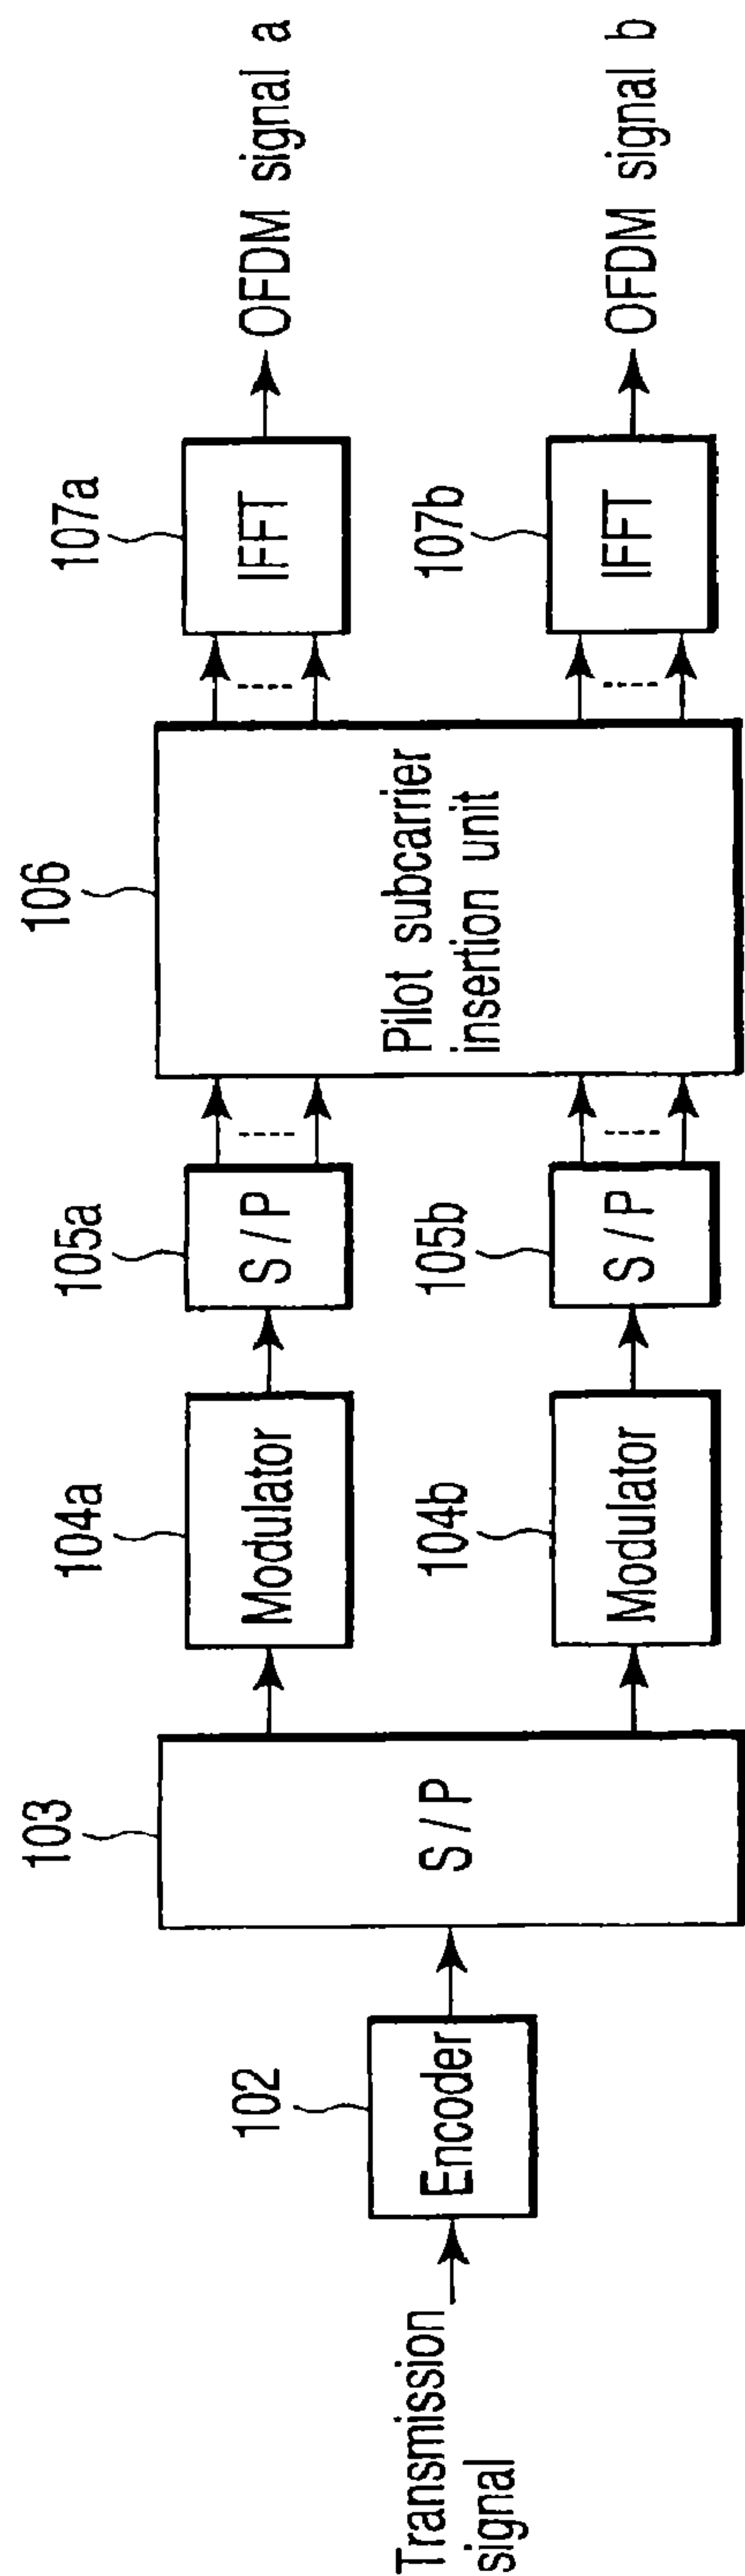 Transmission
signal
102
Encoder
103
S / P
104a
Modulator
104b
Modulator
105a
S / P
105b
S / P
106
Pilot subcarrier
insertion unit
107a
IFFT
107b
IFFT
OFDM signal a
OFDM signal b